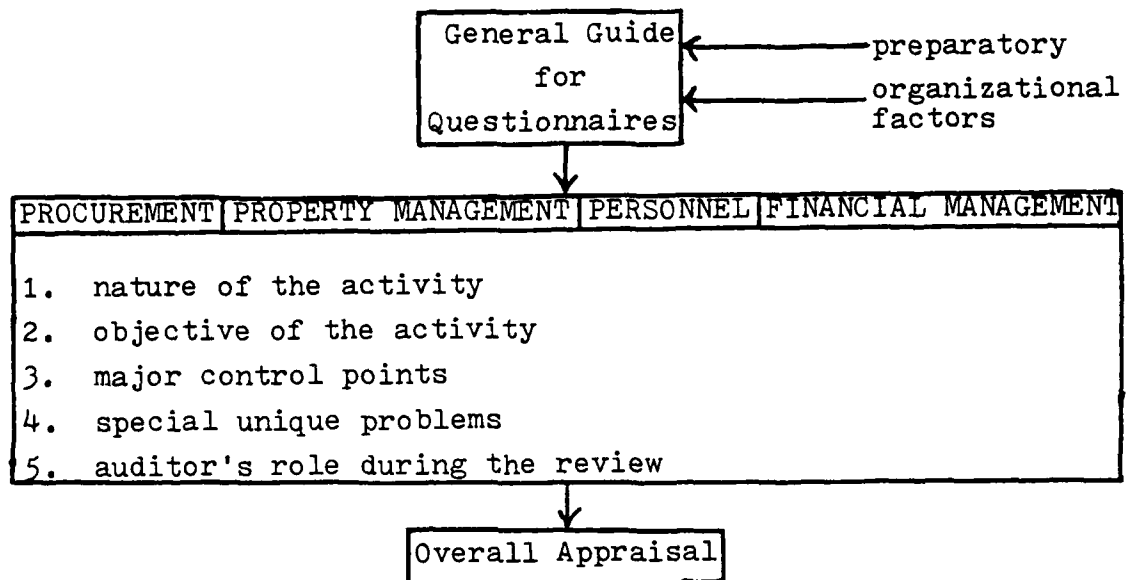 General Guide
for
Questionnaires
preparatory
organizational
factors
PROCUREMENT PROPERTY MANAGEMENT PERSONNEL FINANCIAL MANAGEMENT
1. nature of the activity
2. objective of the activity
3. major control points
4. special unique problems
5. auditor's role during the review
Overall Appraisal